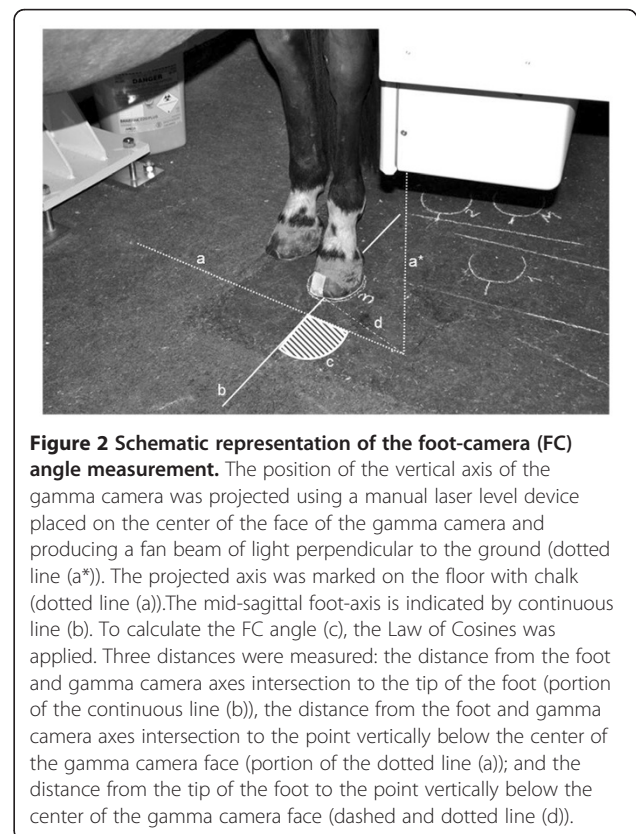 DANGER
a
a*
d
c
b
Figure 2 Schematic representation of the foot-camera (FC)
angle measurement. The position of the vertical axis of the
gamma camera was projected using a manual laser level device
placed on the center of the face of the gamma camera and
producing a fan beam of light perpendicular to the ground (dotted
line (a*)). The projected axis was marked on the floor with chalk
(dotted line (a)).The mid-sagittal foot-axis is indicated by continuous
line (b). To calculate the FC angle (c), the Law of Cosines was
applied. Three distances were measured: the distance from the foot
and gamma camera axes intersection to the tip of the foot (portion
of the continuous line (b)), the distance from the foot and gamma
camera axes intersection to the point vertically below the center of
the gamma camera face (portion of the dotted line (a)); and the
distance from the tip of the foot to the point vertically below the
center of the gamma camera face (dashed and dotted line (d)).